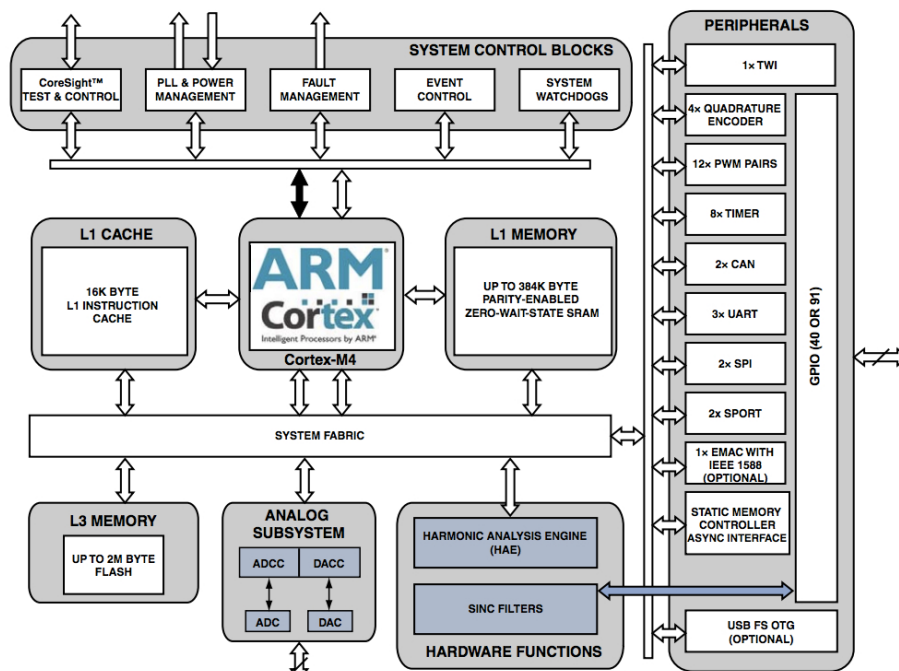 SYSTEM CONTROL BLOCKS
CoreSight™
TEST & CONTROL
PLL & POWER
MANAGEMENT
FAULT
MANAGEMENT
EVENT
CONTROL
SYSTEM
WATCHDOGS
L1 CACHE
16K BYTE
L1 INSTRUCTION
CACHE
ARM®
Cortex®
Intelligent Processors by ARM®
Cortex-M4
L1 MEMORY
UP TO 384K BYTE
PARITY-ENABLED
ZERO-WAIT-STATE SRAM
SYSTEM FABRIC
L3 MEMORY
UP TO 2M BYTE
FLASH
ANALOG
SUBSYSTEM
ADCC
DACC
ADC
DAC
HARMONIC ANALYSIS ENGINE
(HAE)
SINC FILTERS
HARDWARE FUNCTIONS
PERIPHERALS
1× TWI
4× QUADRATURE
ENCODER
12× PWM PAIRS
8× TIMER
2× CAN
3× UART
2× SPI
2× SPORT
1× EMAC WITH
IEEE 1588
(OPTIONAL)
STATIC MEMORY
CONTROLLER
ASYNC INTERFACE
USB FS OTG
(OPTIONAL)
GPIO (40 OR 91)